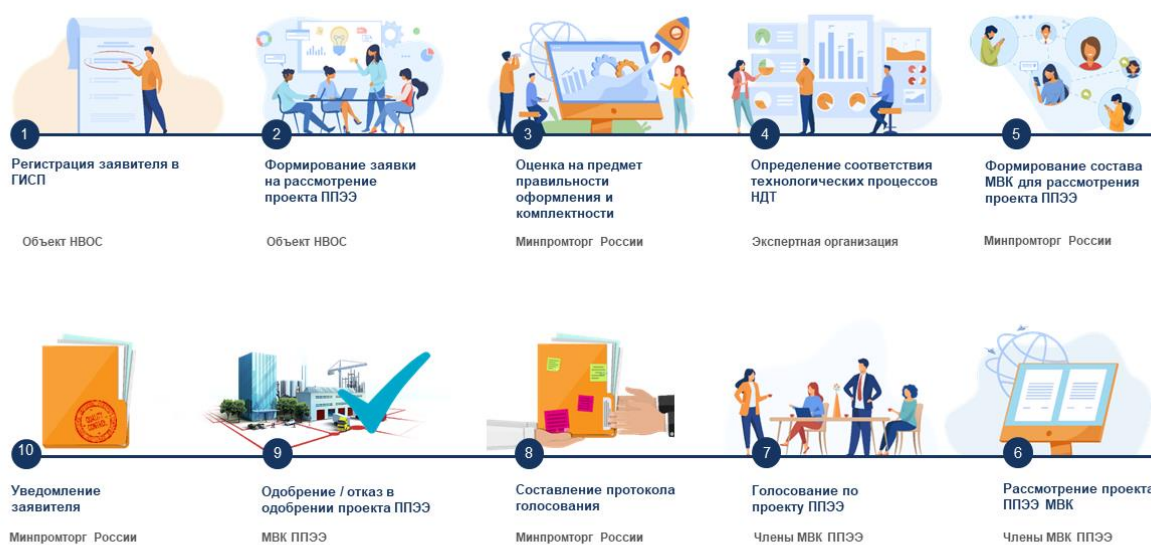 1
Регистрация заявителя в
ГИСП
Объект НВОС
2
Формирование заявки
на рассмотрение
проекта ППЭЭ
Объект НВОС
3
Оценка на предмет
правильности
оформления и
комплектности
Минпромторг России
4
Определение соответствия
технологических процессов
НДТ
Экспертная организация
5
Формирование состава
МВК для рассмотрения
проекта ППЭЭ
Минпромторг России
10
Уведомление
заявителя
Минпромторг России
9
Одобрение / отказ в
одобрении проекта ППЭЭ
МВК ППЭЭ
8
Составление протокола
голосования
Минпромторг России
7
Голосование по
проекту ППЭЭ
Члены МВК ППЭЭ
6
Рассмотрение проекта
ППЭЭ МВК
Члены МВК ППЭЭ